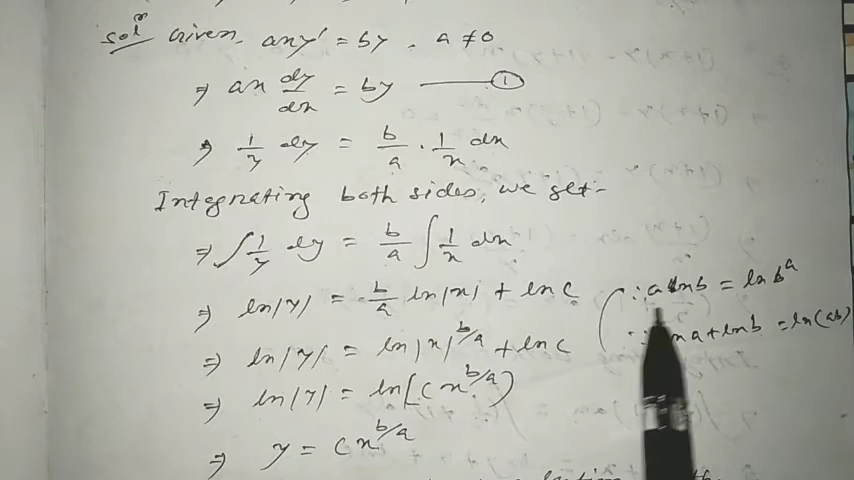 Solⁿ Given, axy' = by, a ≠ 0
⇒ ax dy/dx = by —— ①
⇒ 1/y dy = b/a · 1/x dx
Integrating both sides, we get-
⇒ ∫ 1/y dy = b/a ∫ 1/x dx
⇒ ln|y| = b/a ln|x| + ln c ∵ a ln b = ln b^a
⇒ ln|y| = ln|x|^{b/a} + ln c ln a + ln b = ln(ab)
⇒ ln|y| = ln[C x^{b/a}]
⇒ y = C x^{b/a}